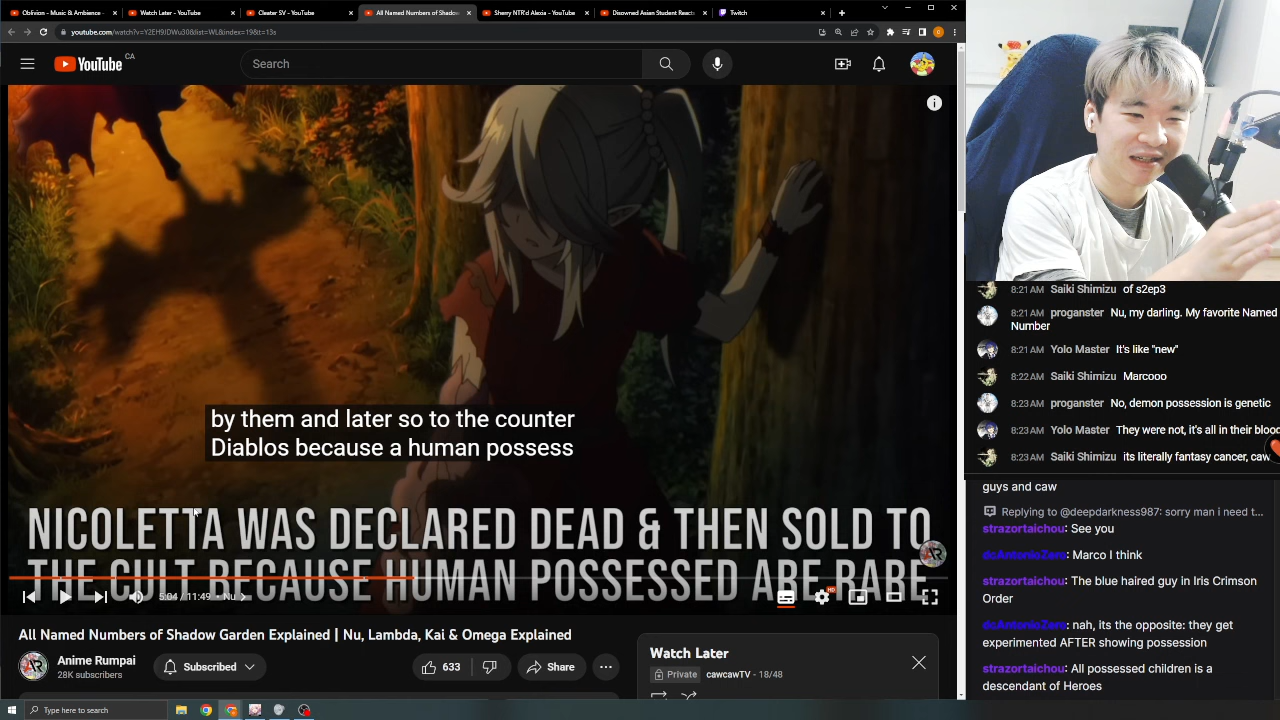 Oblivion - Music & Ambience -
Watch Later - YouTube
Cleater SV - YouTube
All Named Numbers of Shadow
Sherry NTR'd Alexia - YouTube
Disowned Asian Student Reacts
Twitch
youtube.com/watch?v=Y2EH9JDWu30&list=WL&index=19&t=13s
YouTube CA
Search
by them and later so to the counter
Diablos because a human possess
NICOLETTA WAS DECLARED DEAD & THEN SOLD TO
THE CULT BECAUSE HUMAN POSSESSED ARE RARE
AR
5:04 / 11:49 • Nu
HD
All Named Numbers of Shadow Garden Explained | Nu, Lambda, Kai & Omega Explained
Anime Rumpai
28K subscribers
Subscribed
633
Share
Watch Later
Private
cawcawTV - 18/48
Type here to search
8:21 AM Saiki Shimizu of s2ep3
8:21 AM proganster Nu, my darling. My favorite Named
Number
8:21 AM Yolo Master It's like "new"
8:22 AM Saiki Shimizu Marcooo
8:23 AM proganster No, demon possession is genetic
8:23 AM Yolo Master They were not, it's all in their blood
8:23 AM Saiki Shimizu its literally fantasy cancer, caw
guys and caw
Replying to @deepdarkness987: sorry man i need t...
strazortaichou: See you
dcAntonioZero: Marco I think
strazortaichou: The blue haired guy in Iris Crimson
Order
dcAntonioZero: nah, its the opposite: they get
experimented AFTER showing possession
strazortaichou: All possessed children is a
descendant of Heroes